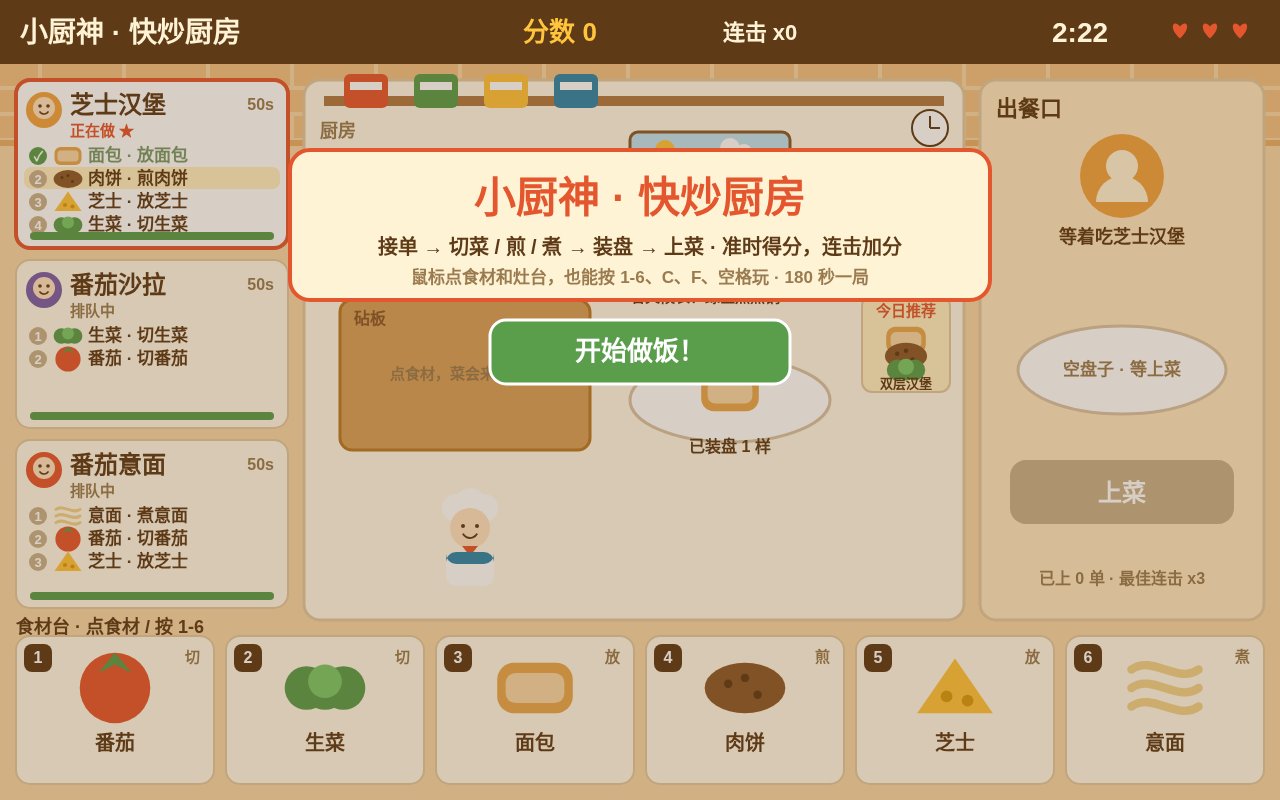 小厨神 · 快炒厨房
分数 0
连击 x0
2:22
芝士汉堡
50s
正在做 ★
面包 · 放面包
2 肉饼 · 煎肉饼
3 芝士 · 放芝士
4 生菜 · 切生菜
番茄沙拉
50s
排队中
1 生菜 · 切生菜
2 番茄 · 切番茄
番茄意面
50s
排队中
1 意面 · 煮意面
2 番茄 · 切番茄
3 芝士 · 放芝士
厨房
小厨神 · 快炒厨房
接单 → 切菜 / 煎 / 煮 → 装盘 → 上菜 · 准时得分，连击加分
鼠标点食材和灶台，也能按 1-6、C、F、空格玩 · 180 秒一局
开始做饭！
砧板
点食材，菜会来
已装盘 1 样
今日推荐
双层汉堡
出餐口
等着吃芝士汉堡
空盘子 · 等上菜
上菜
已上 0 单 · 最佳连击 x3
食材台 · 点食材 / 按 1-6
1 切
番茄
2 切
生菜
3 放
面包
4 煎
肉饼
5 放
芝士
6 煮
意面